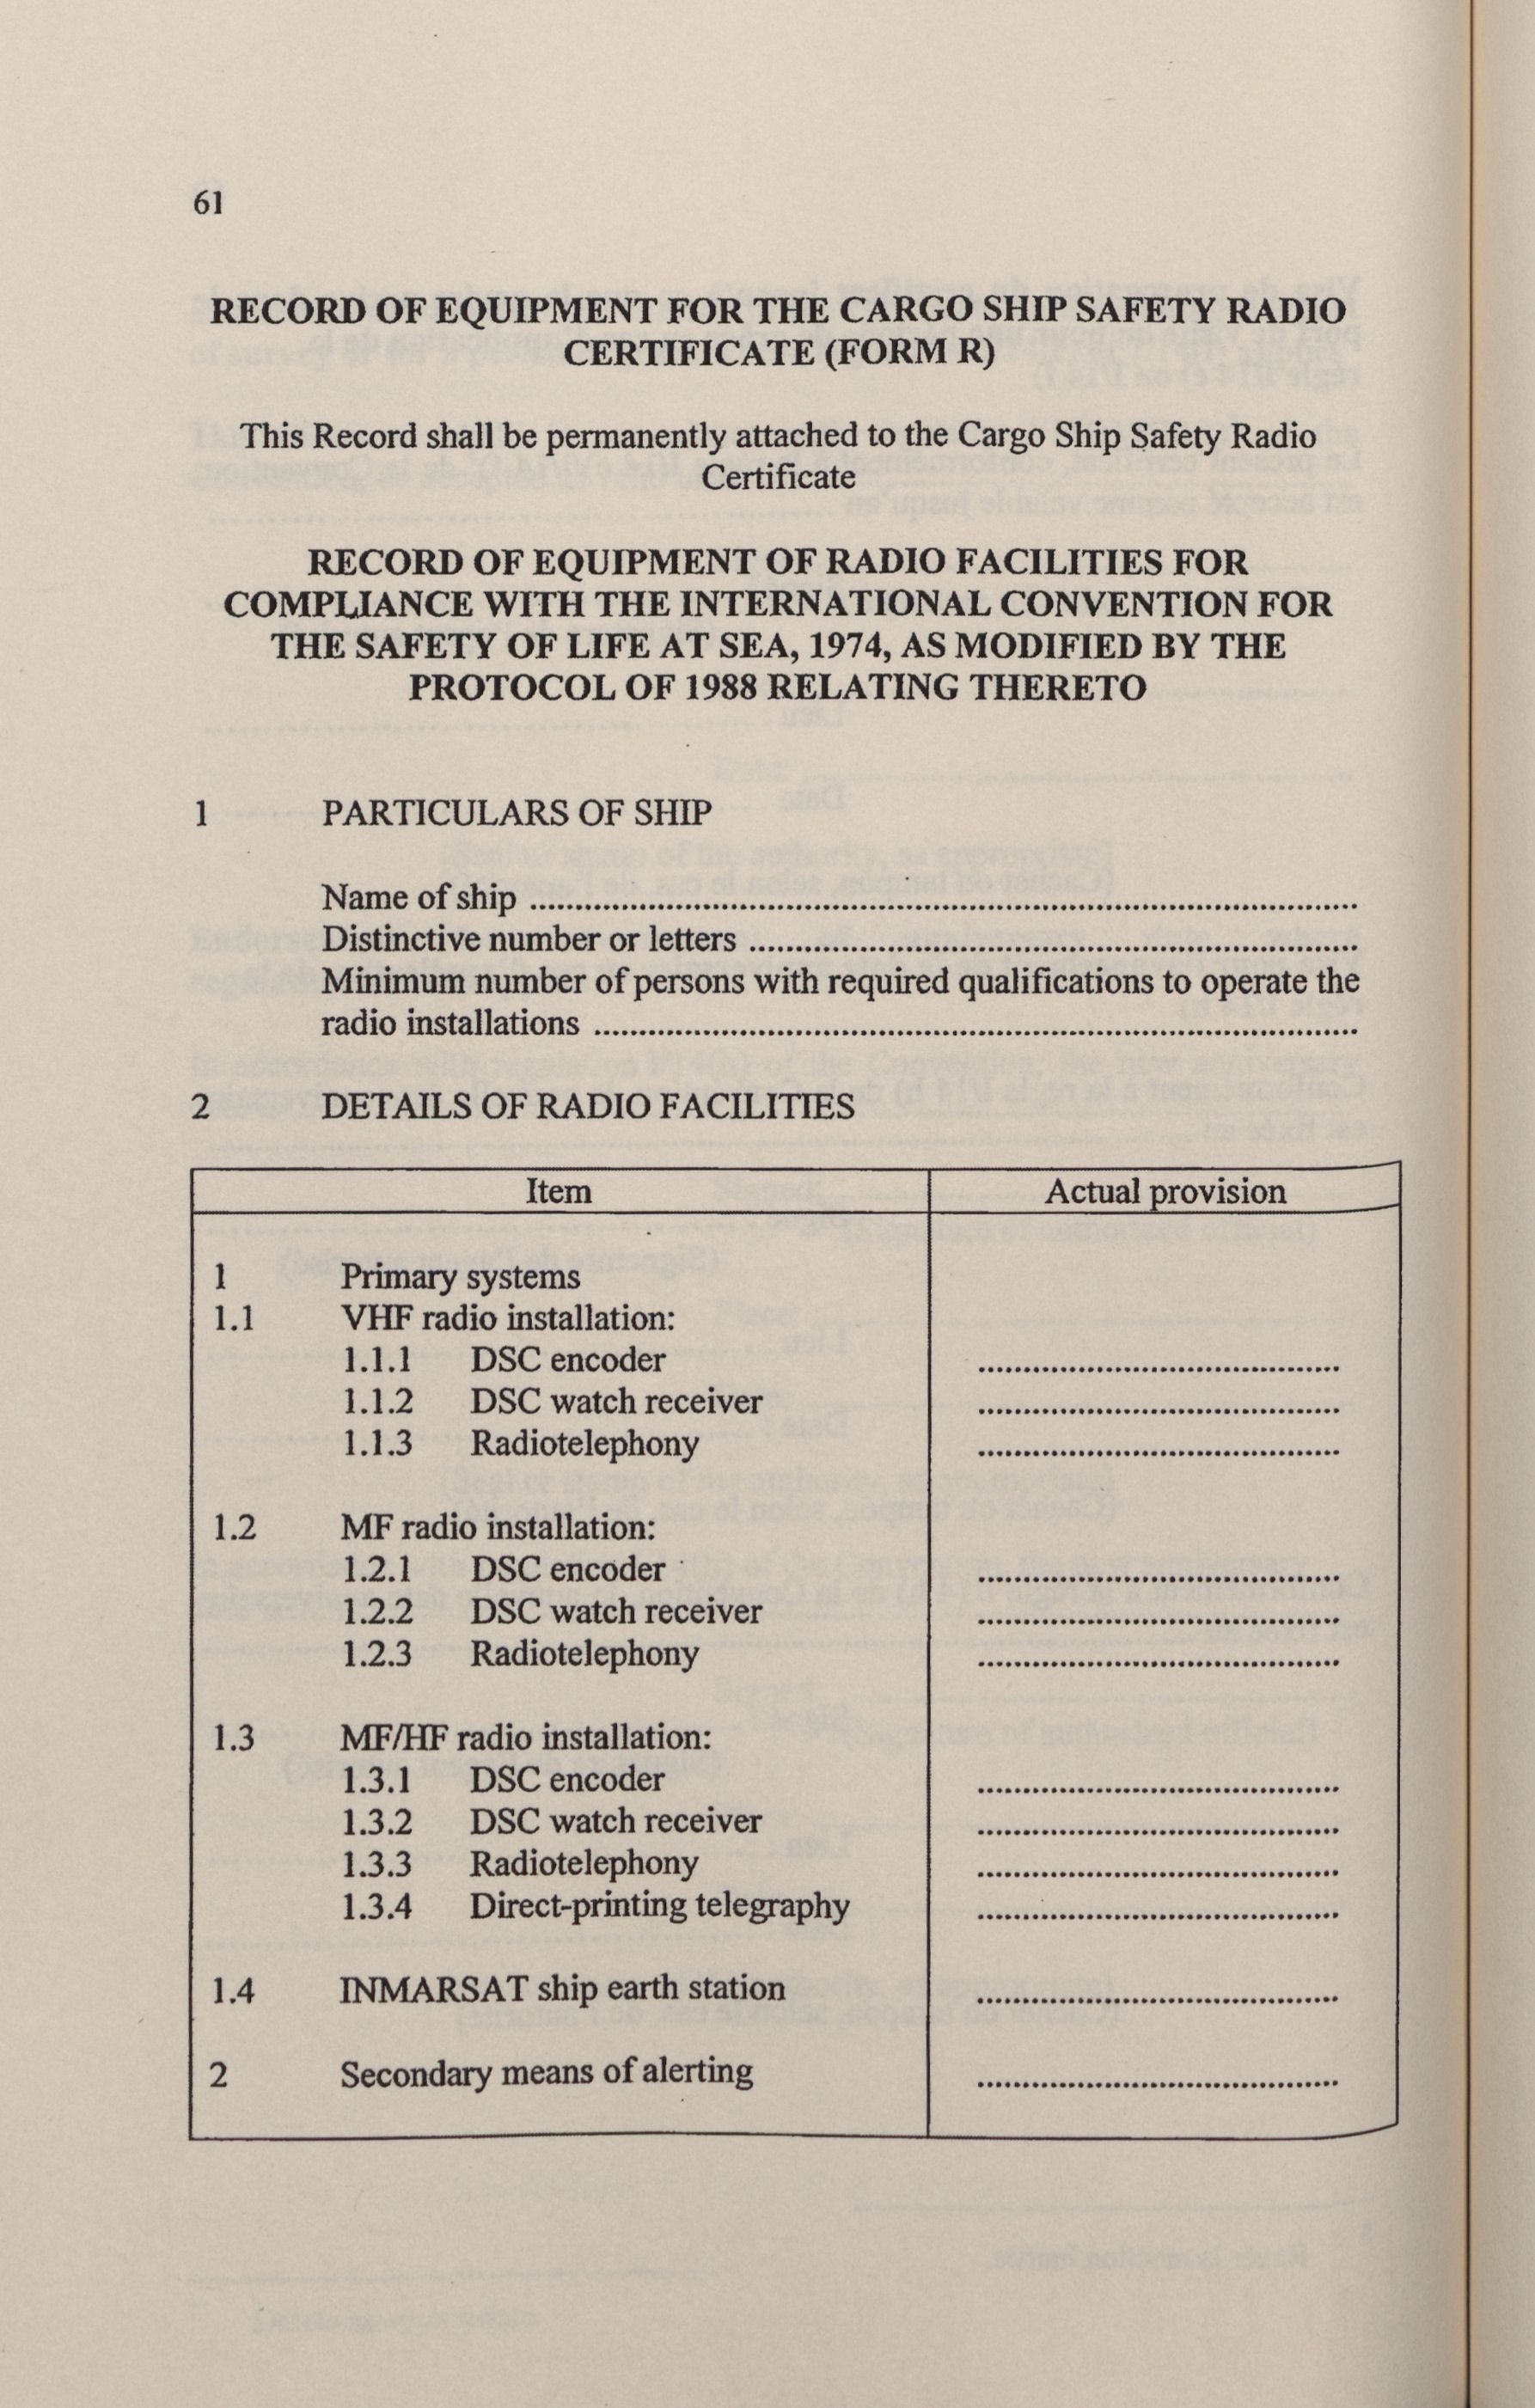 61
RECORD OF EQUIPMENT FOR THE CARGO SHIP SAFETY RADIO
CERTIFICATE (FORM R)
This Record shall be permanently attached to the Cargo Ship Safety Radio
Certificate
RECORD OF EQUIPMENT OF RADIO FACILITIES FOR
COMPLIANCE WITH THE INTERNATIONAL CONVENTION FOR
THE SAFETY OF LIFE AT SEA, 1974, AS MODIFIED BY THE
PROTOCOL OF 1988 RELATING THERETO
1 PARTICULARS OF SHIP
Name of ship ....................
Distinctive number or letters ....................
Minimum number of persons with required qualifications to operate the
radio installations ....................
2 DETAILS OF RADIO FACILITIES
Item Actual provision
1 Primary systems
1.1 VHF radio installation:
1.1.1 DSC encoder ....................
1.1.2 DSC watch receiver ....................
1.1.3 Radiotelephony ....................
1.2 MF radio installation:
1.2.1 DSC encoder ....................
1.2.2 DSC watch receiver ....................
1.2.3 Radiotelephony ....................
1.3 MF/HF radio installation:
1.3.1 DSC encoder ....................
1.3.2 DSC watch receiver ....................
1.3.3 Radiotelephony ....................
1.3.4 Direct-printing telegraphy ....................
1.4 INMARSAT ship earth station ....................
2 Secondary means of alerting ....................